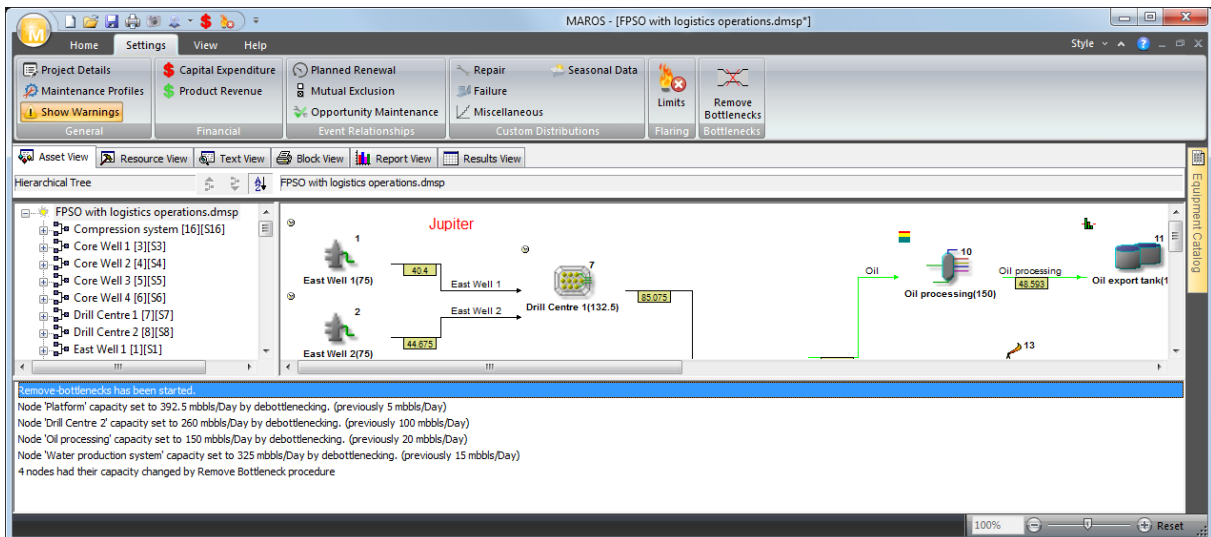 MAROS - [FPSO with logistics operations.dmsp*]
Home Settings View Help Style
Project Details Capital Expenditure Planned Renewal Repair Seasonal Data
Maintenance Profiles Product Revenue Mutual Exclusion Failure Limits Remove Bottlenecks
Show Warnings Opportunity Maintenance Miscellaneous
General Financial Event Relationships Custom Distributions Flaring Bottlenecks
Asset View Resource View Text View Block View Report View Results View
Hierarchical Tree FPSO with logistics operations.dmsp
Equipment Catalog
FPSO with logistics operations.dmsp
Compression system [16][S16]
Core Well 1 [3][S3]
Core Well 2 [4][S4]
Core Well 3 [5][S5]
Core Well 4 [6][S6]
Drill Centre 1 [7][S7]
Drill Centre 2 [8][S8]
East Well 1 [1][S1]
Jupiter
1
East Well 1(75)
40.4
East Well 1
2
East Well 2(75)
44.675
East Well 2
7
Drill Centre 1(132.5)
85.075
Oil
10
Oil processing(150)
Oil processing
48.593
11
Oil export tank(1
13
Remove-bottlenecks has been started.
Node 'Platform' capacity set to 392.5 mbbls/Day by debottlenecking. (previously 5 mbbls/Day)
Node 'Drill Centre 2' capacity set to 260 mbbls/Day by debottlenecking. (previously 100 mbbls/Day)
Node 'Oil processing' capacity set to 150 mbbls/Day by debottlenecking. (previously 20 mbbls/Day)
Node 'Water production system' capacity set to 325 mbbls/Day by debottlenecking. (previously 15 mbbls/Day)
4 nodes had their capacity changed by Remove Bottleneck procedure
100% Reset